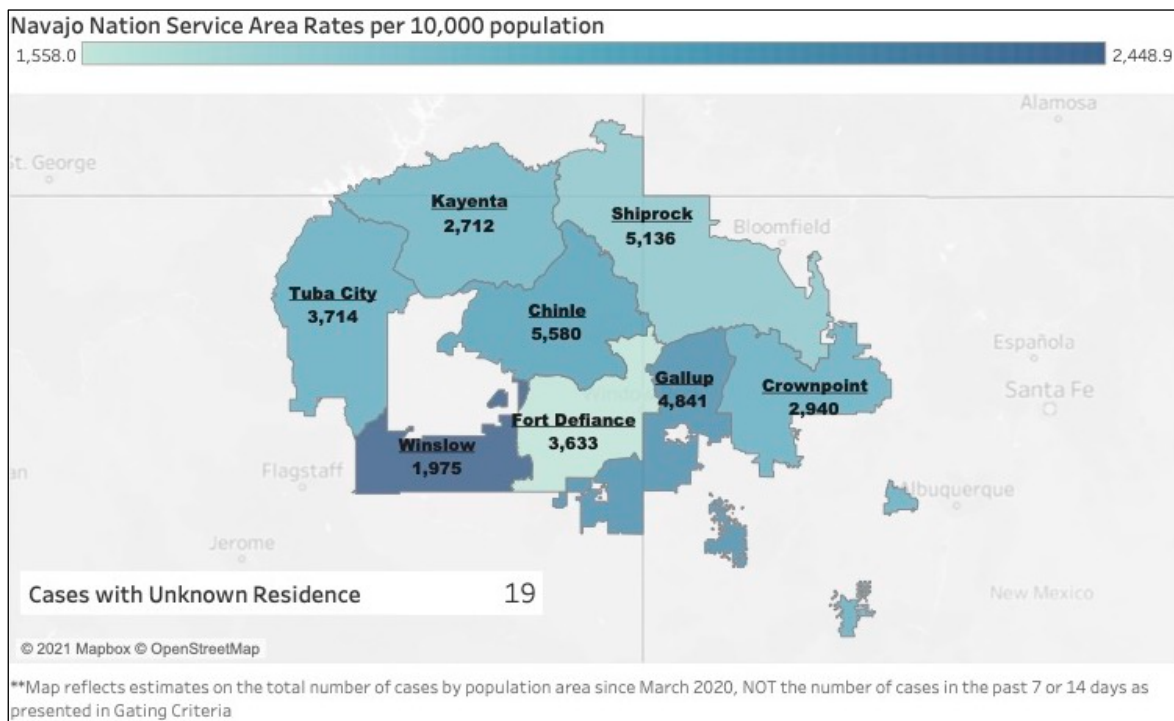 Navajo Nation Service Area Rates per 10,000 population
1,558.0
2,448.9
Alamosa
St. George
Kayenta
2,712
Shiprock
5,136
Bloomfield
Tuba City
3,714
Chinle
5,580
Española
Gallup
4,841
Crownpoint
2,940
Santa Fe
Fort Defiance
3,633
Winslow
1,975
Flagstaff
Albuquerque
Jerome
Cases with Unknown Residence 19
New Mexico
© 2021 Mapbox © OpenStreetMap
**Map reflects estimates on the total number of cases by population area since March 2020, NOT the number of cases in the past 7 or 14 days as
presented in Gating Criteria